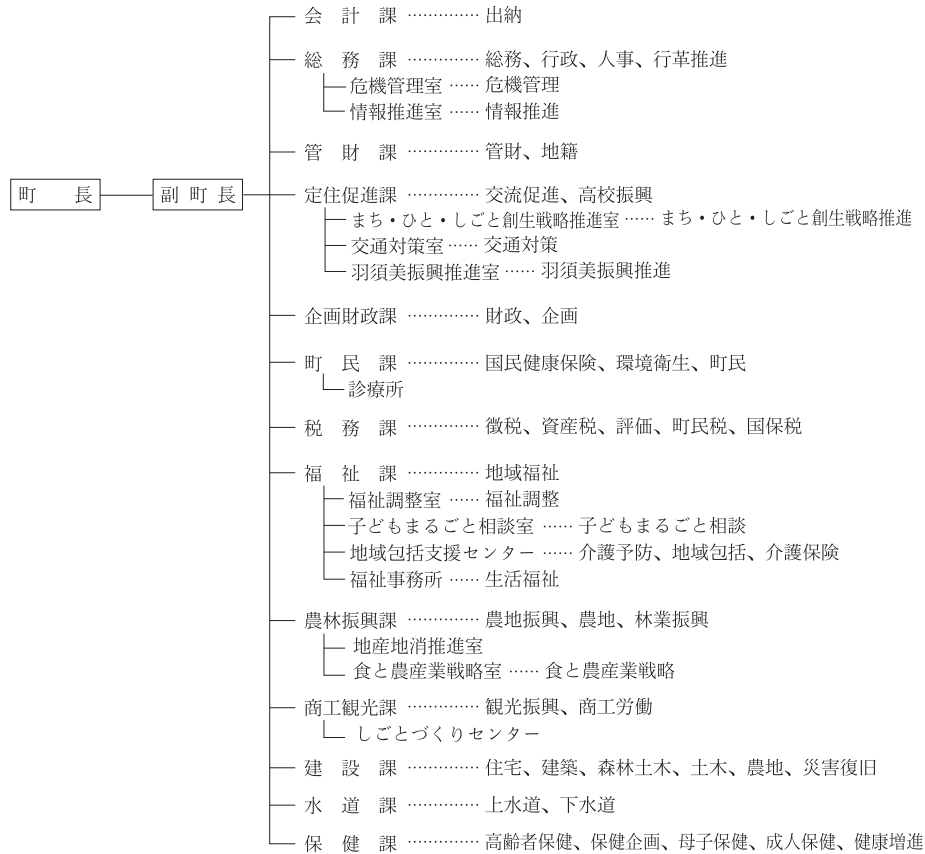 会計課 ………… 出納
総務課 ………… 総務、行政、人事、行革推進
危機管理室 …… 危機管理
情報推進室 …… 情報推進
管財課 ………… 管財、地籍
町長
副町長
定住促進課 ………… 交流促進、高校振興
まち・ひと・しごと創生戦略推進室 …… まち・ひと・しごと創生戦略推進
交通対策室 …… 交通対策
羽須美振興推進室 …… 羽須美振興推進
企画財政課 ………… 財政、企画
町民課 ………… 国民健康保険、環境衛生、町民
診療所
税務課 ………… 徴税、資産税、評価、町民税、国保税
福祉課 ………… 地域福祉
福祉調整室 …… 福祉調整
子どもまるごと相談室 …… 子どもまるごと相談
地域包括支援センター …… 介護予防、地域包括、介護保険
福祉事務所 …… 生活福祉
農林振興課 ………… 農地振興、農地、林業振興
地産地消推進室
食と農産業戦略室 …… 食と農産業戦略
商工観光課 ………… 観光振興、商工労働
しごとづくりセンター
建設課 ………… 住宅、建築、森林土木、土木、農地、災害復旧
水道課 ………… 上水道、下水道
保健課 ………… 高齢者保健、保健企画、母子保健、成人保健、健康増進